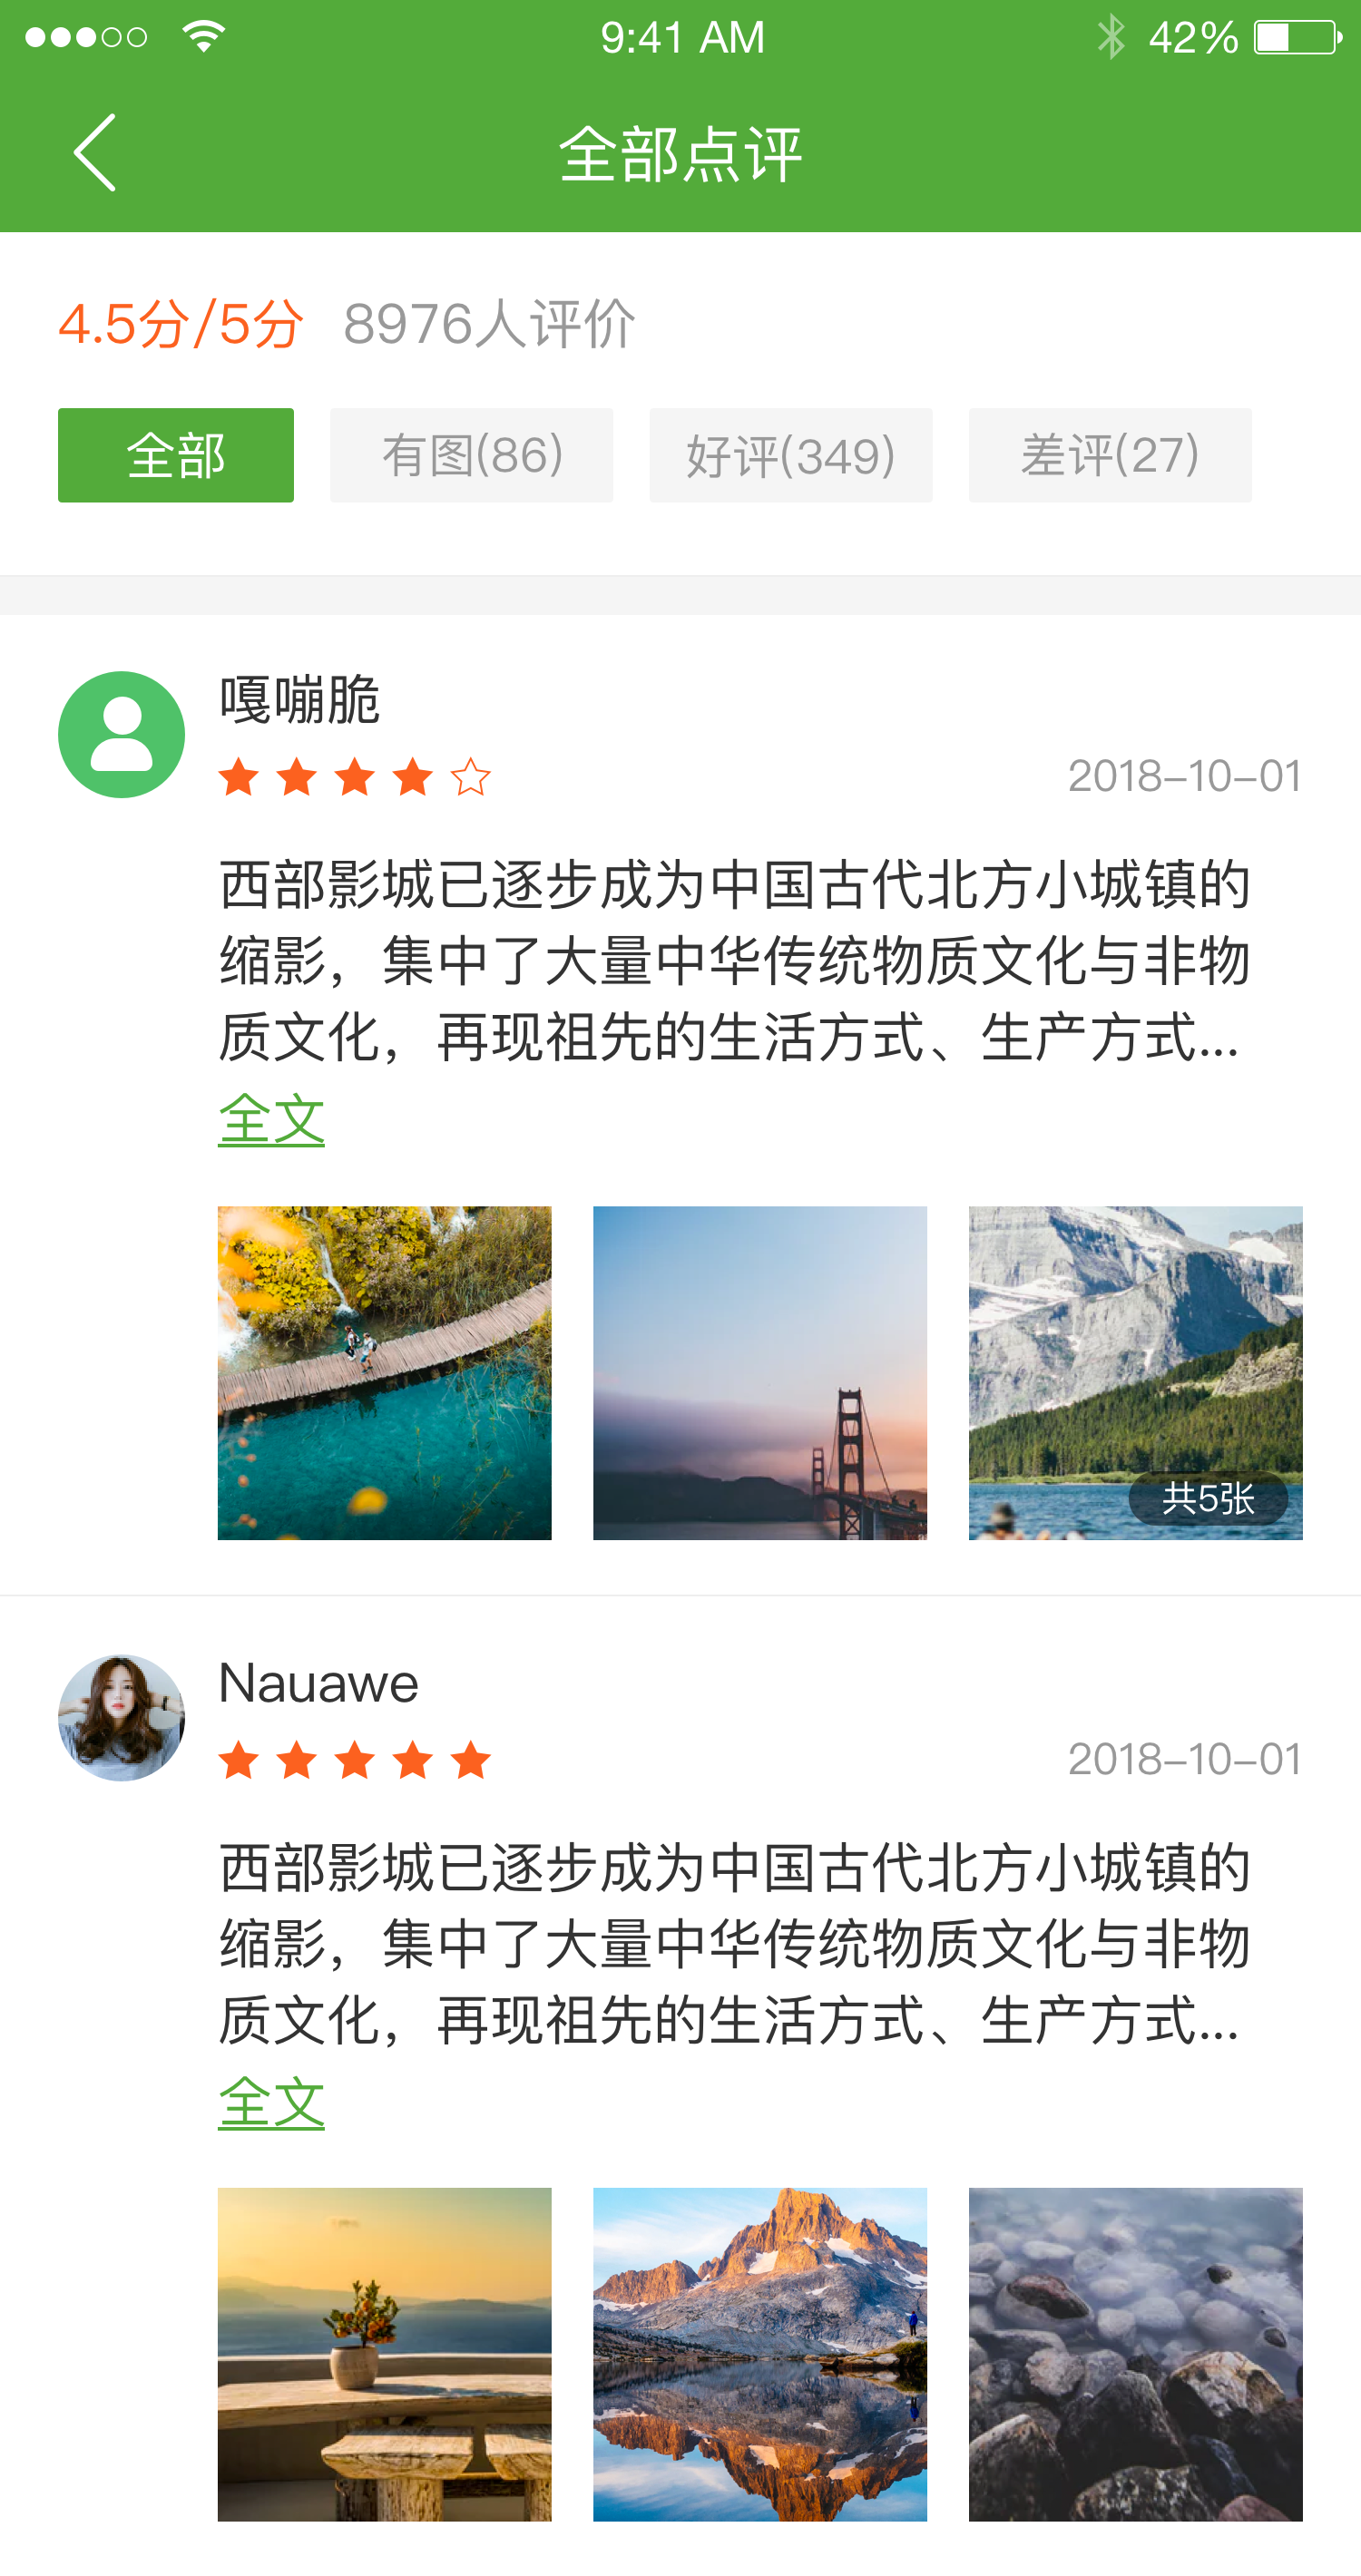 9:41 AM
42%
全部点评
4.5分/5分 8976人评价
全部 有图(86) 好评(349) 差评(27)
嘎嘣脆
2018-10-01
西部影城已逐步成为中国古代北方小城镇的
缩影，集中了大量中华传统物质文化与非物
质文化，再现祖先的生活方式、生产方式...
全文
共5张
Nauawe
2018-10-01
西部影城已逐步成为中国古代北方小城镇的
缩影，集中了大量中华传统物质文化与非物
质文化，再现祖先的生活方式、生产方式...
全文